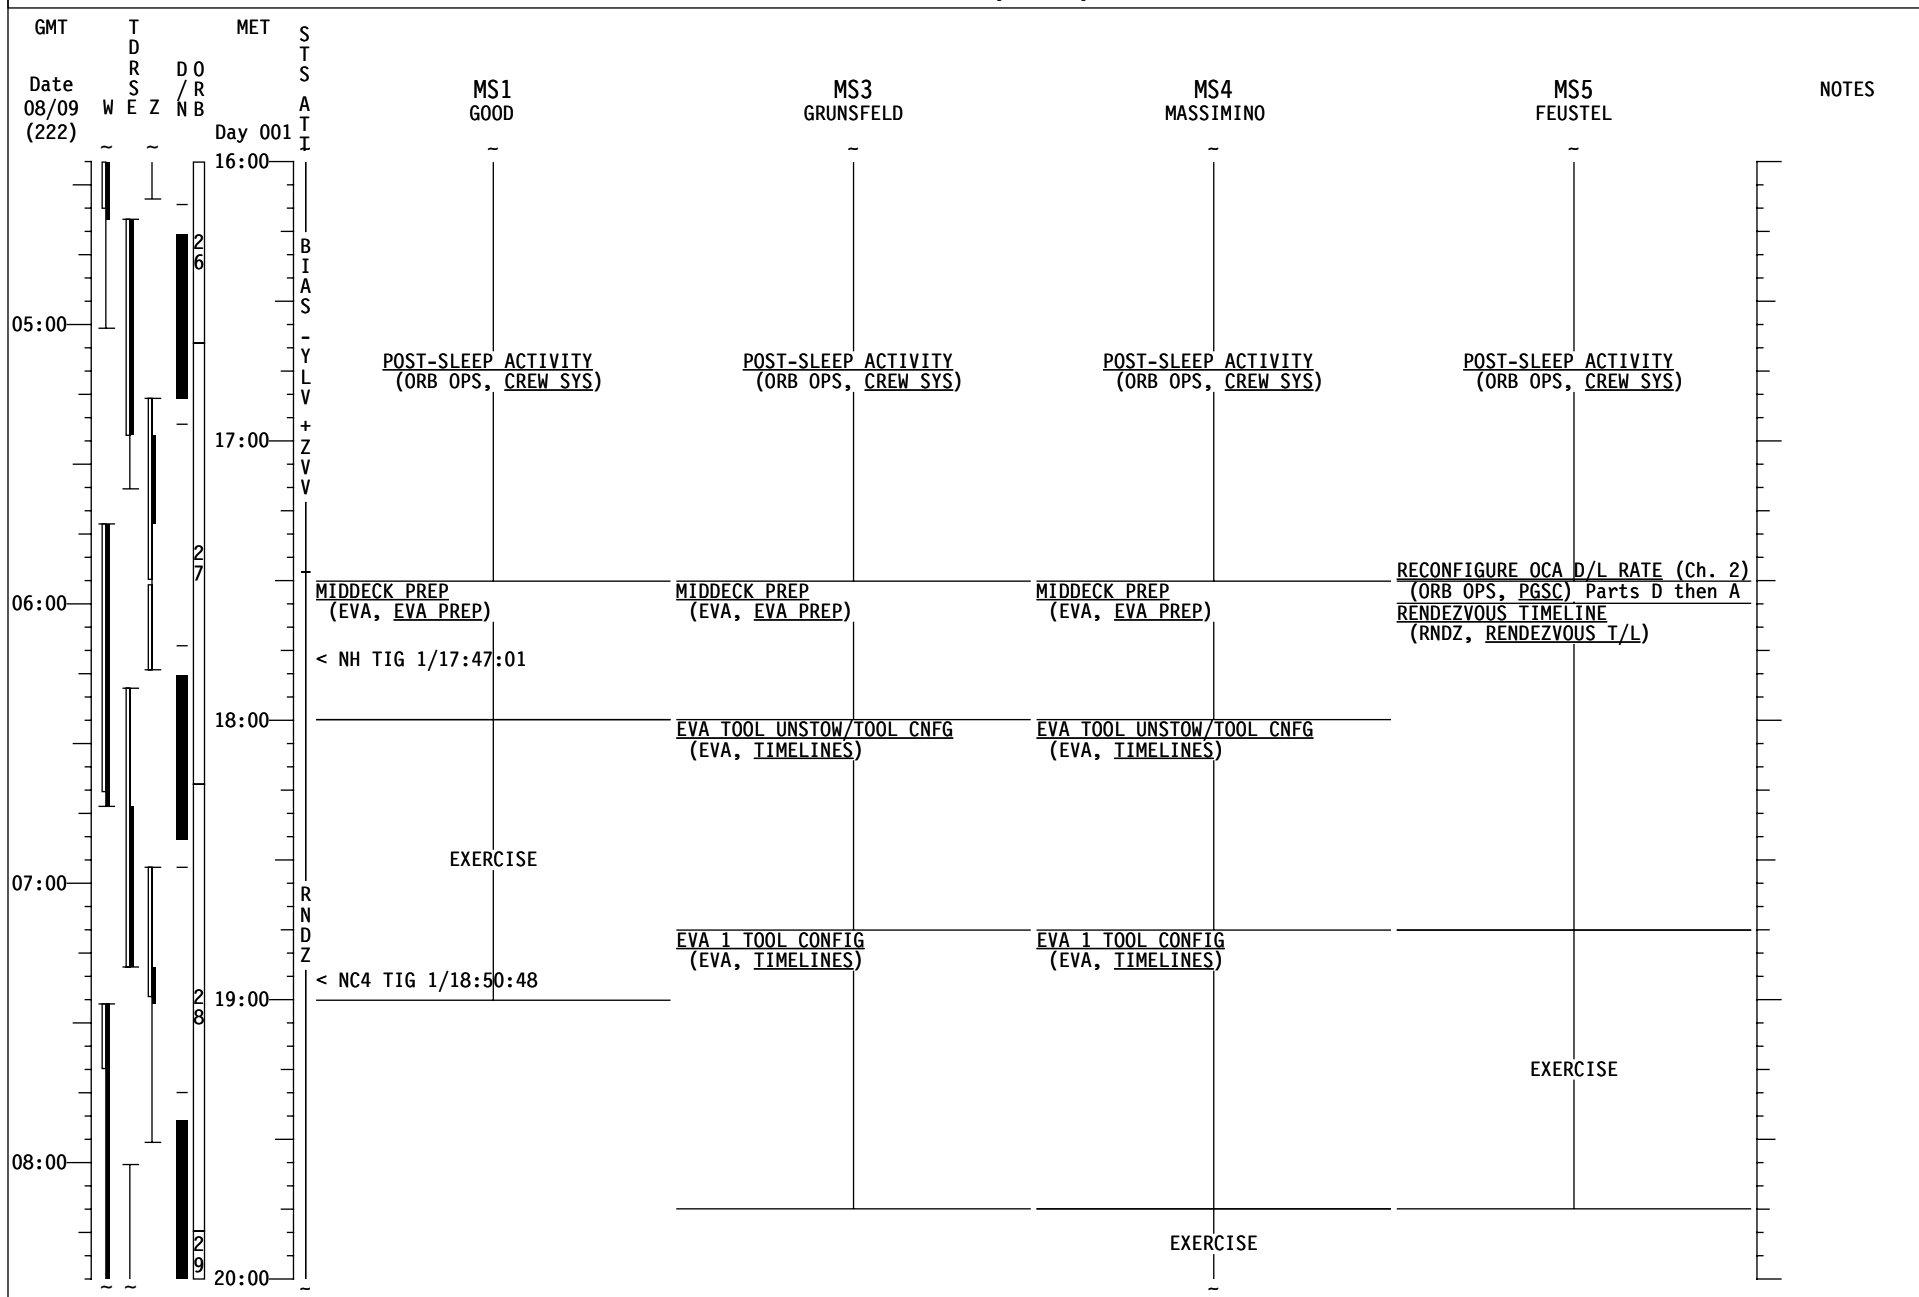 GMT
TDRS
MET
STS ATT
D/N
ORB
Date
08/09
(222)
W E Z
Day 001
MS1
GOOD
MS3
GRUNSFELD
MS4
MASSIMINO
MS5
FEUSTEL
NOTES
~ ~ ~ ~ ~ ~
16:00
BIAS -YLV +ZVV
26
05:00
POST-SLEEP ACTIVITY
(ORB OPS, CREW SYS)
POST-SLEEP ACTIVITY
(ORB OPS, CREW SYS)
POST-SLEEP ACTIVITY
(ORB OPS, CREW SYS)
POST-SLEEP ACTIVITY
(ORB OPS, CREW SYS)
17:00
27
06:00
MIDDECK PREP
(EVA, EVA PREP)
MIDDECK PREP
(EVA, EVA PREP)
MIDDECK PREP
(EVA, EVA PREP)
RECONFIGURE OCA D/L RATE (Ch. 2)
(ORB OPS, PGSC) Parts D then A
RENDEZVOUS TIMELINE
(RNDZ, RENDEZVOUS T/L)
< NH TIG 1/17:47:01
18:00
EVA TOOL UNSTOW/TOOL CNFG
(EVA, TIMELINES)
EVA TOOL UNSTOW/TOOL CNFG
(EVA, TIMELINES)
EXERCISE
07:00
RNDZ
EVA 1 TOOL CONFIG
(EVA, TIMELINES)
EVA 1 TOOL CONFIG
(EVA, TIMELINES)
< NC4 TIG 1/18:50:48
28
19:00
EXERCISE
08:00
29
EXERCISE
20:00
~ ~ ~ ~